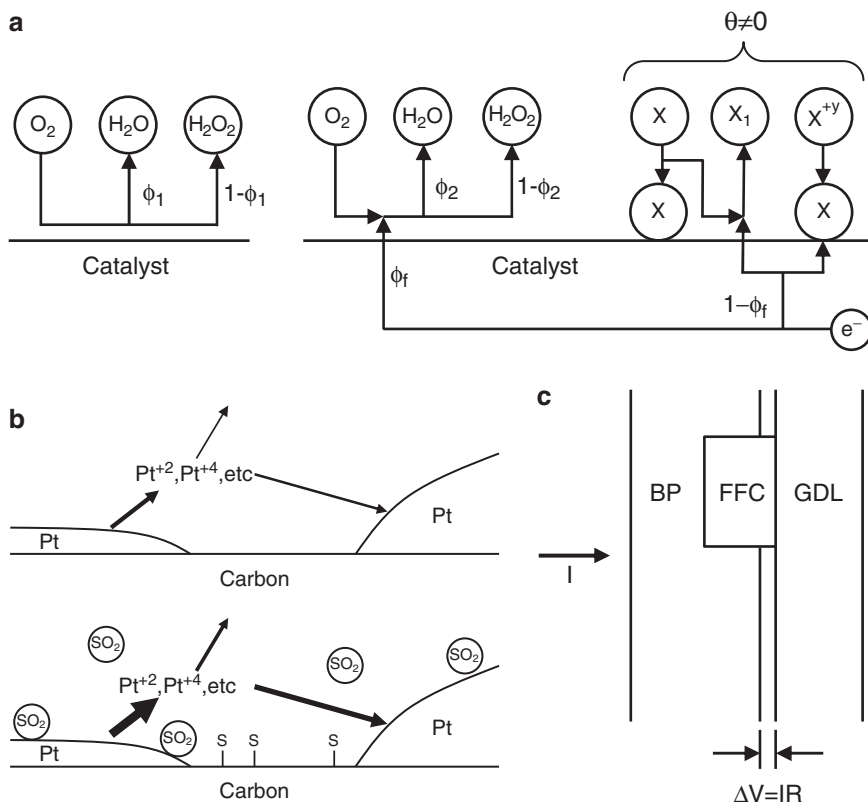 a
θ≠0
O2 H2O H2O2 O2 H2O H2O2 X X1 X+y
ϕ1 1-ϕ1 ϕ2 1-ϕ2 X X
Catalyst Catalyst
ϕf 1−ϕf
e−
b
Pt+2,Pt+4,etc
Pt Pt
Carbon
SO2 SO2 SO2
Pt+2,Pt+4,etc
SO2 SO2 S S S Pt
Pt
Carbon
c
BP FFC GDL
I
ΔV=IR